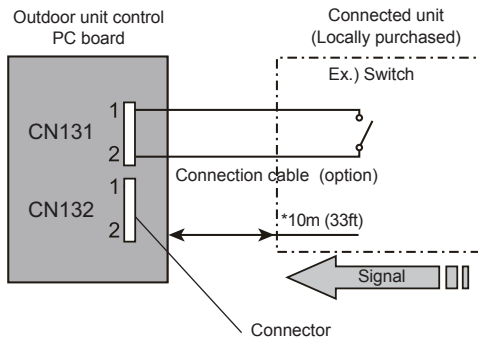 Outdoor unit control
PC board
Connected unit
(Locally purchased)
Ex.) Switch
CN131
1
2
Connection cable (option)
CN132
1
2
*10m (33ft)
Signal
Connector